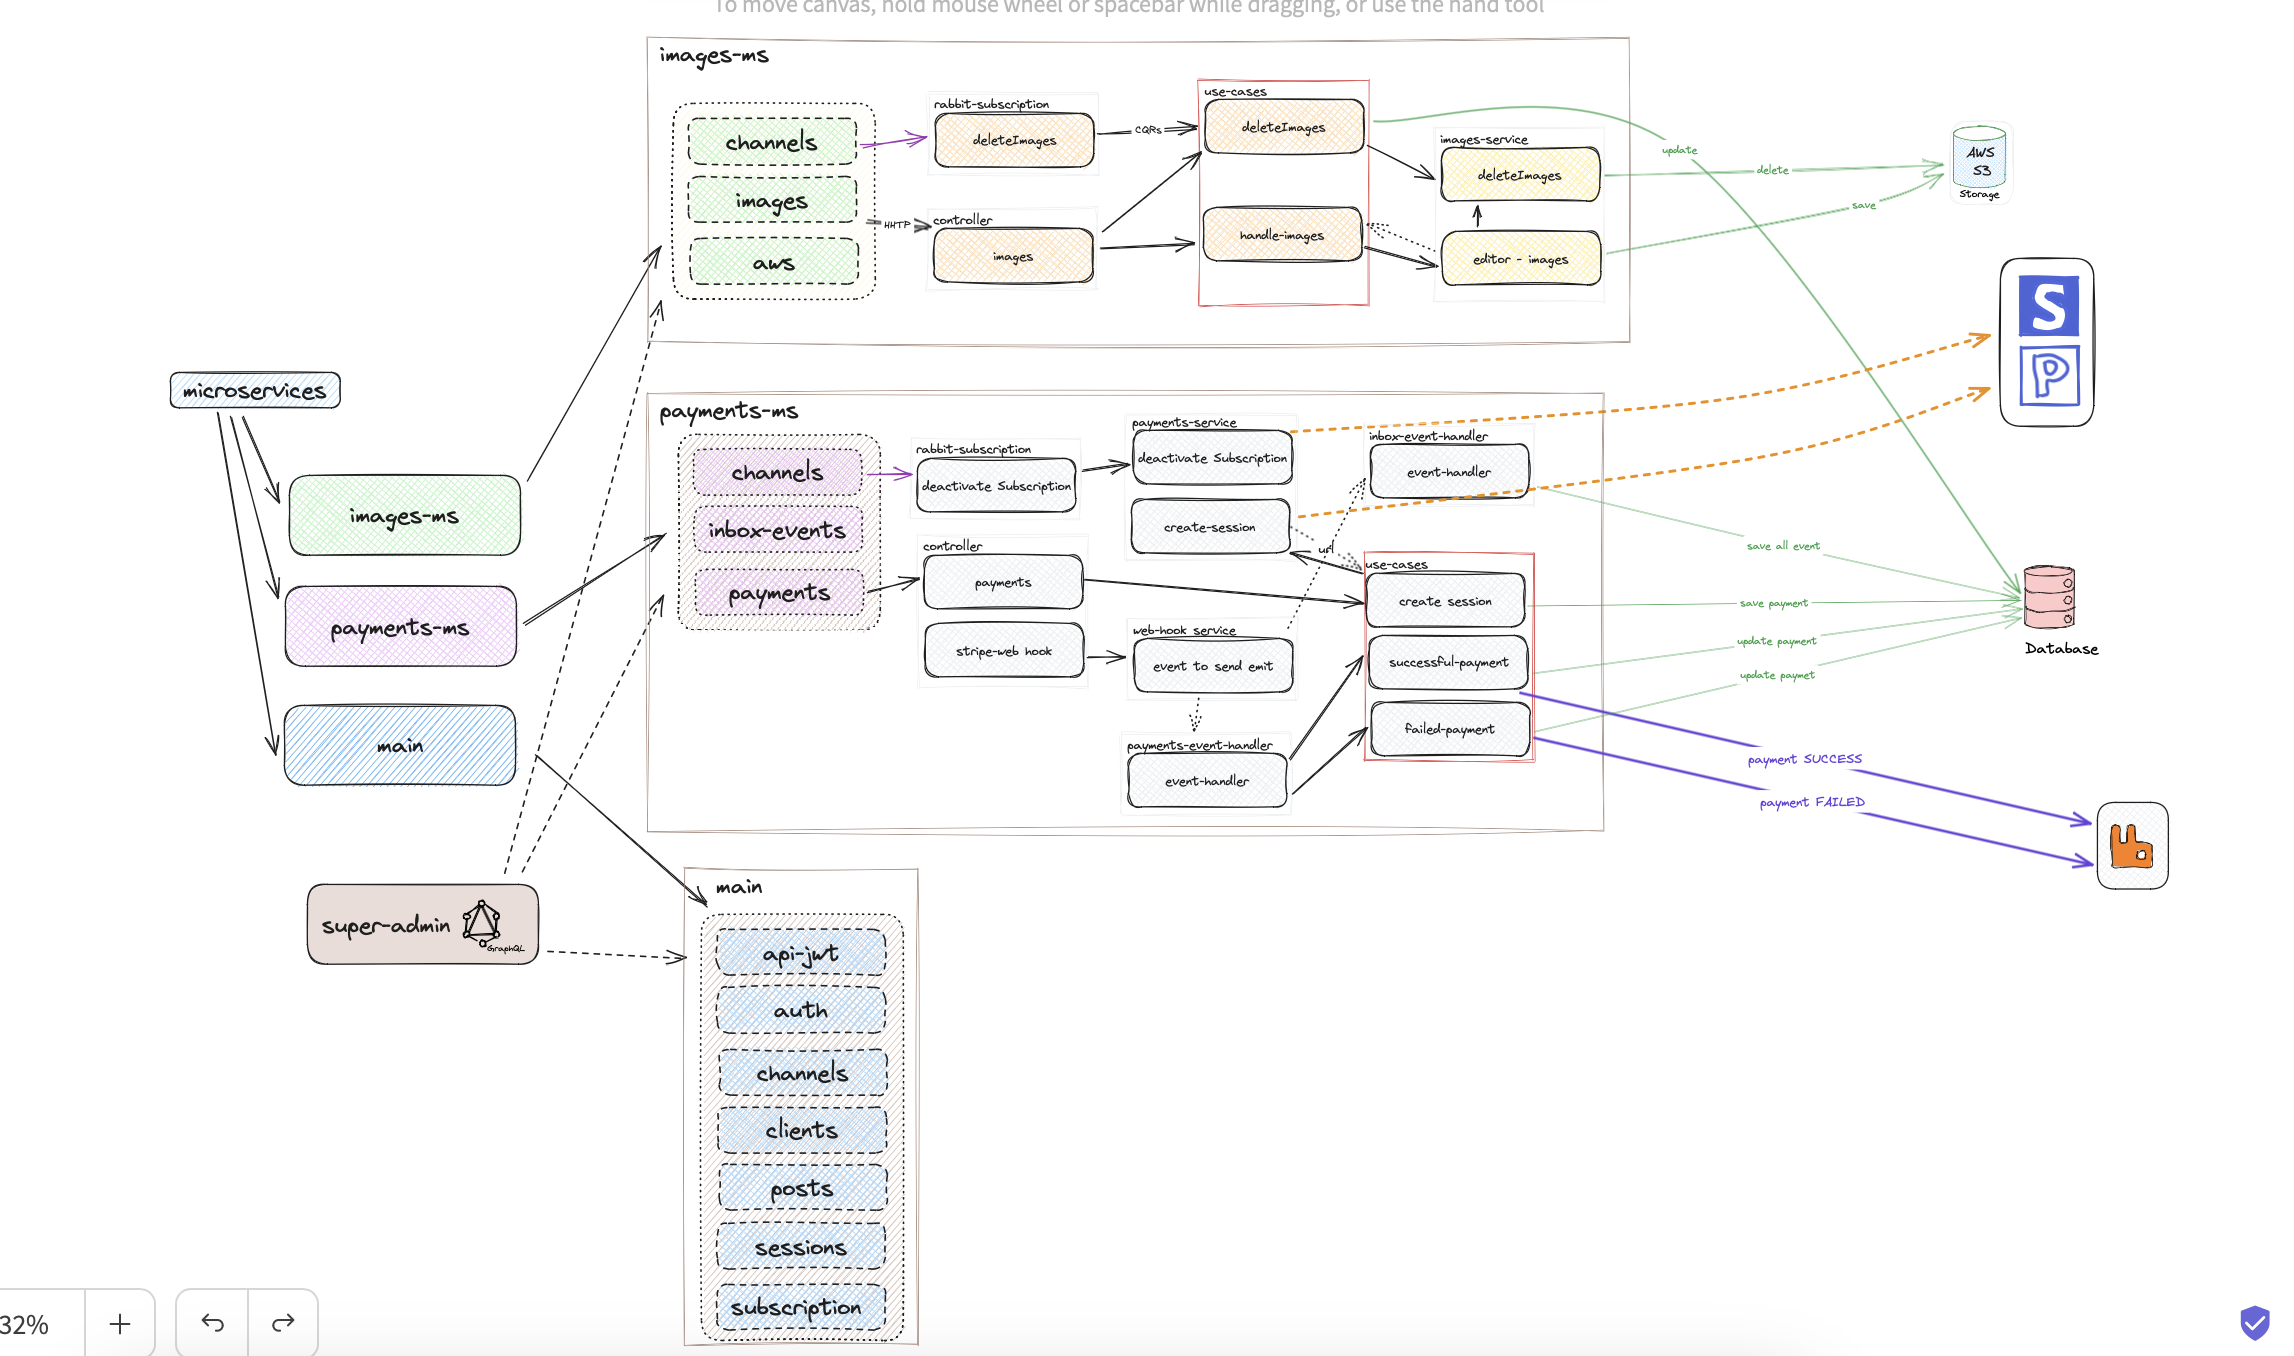 To move canvas, hold mouse wheel or spacebar while dragging, or use the hand tool
images-ms
channels
images
aws
rabbit-subscription
deleteImages
HHTP
controller
images
CQRs
use-cases
deleteImages
handle-images
images-service
deleteImages
editor - images
update
delete
save
AWS
S3
Storage
S
P
microservices
images-ms
payments-ms
main
super-admin
GraphQL
payments-ms
channels
inbox-events
payments
rabbit-subscription
deactivate Subscription
controller
payments
stripe-web hook
payments-service
deactivate Subscription
create-session
url
web-hook service
event to send emit
payments-event-handler
event-handler
inbox-event-handler
event-handler
use-cases
create session
successful-payment
failed-payment
save all event
save payment
update payment
update paymet
Database
payment SUCCESS
payment FAILED
main
api-jwt
auth
channels
clients
posts
sessions
subscription
32%